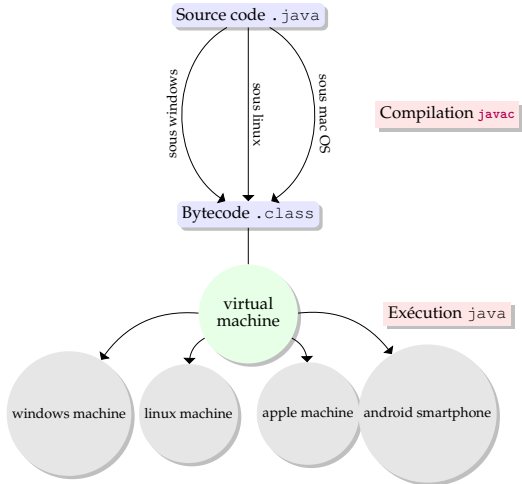 Source code .java
sous windows
sous linux
sous mac OS
Compilation javac
Bytecode .class
virtual
machine
Exécution java
windows machine
linux machine
apple machine
android smartphone